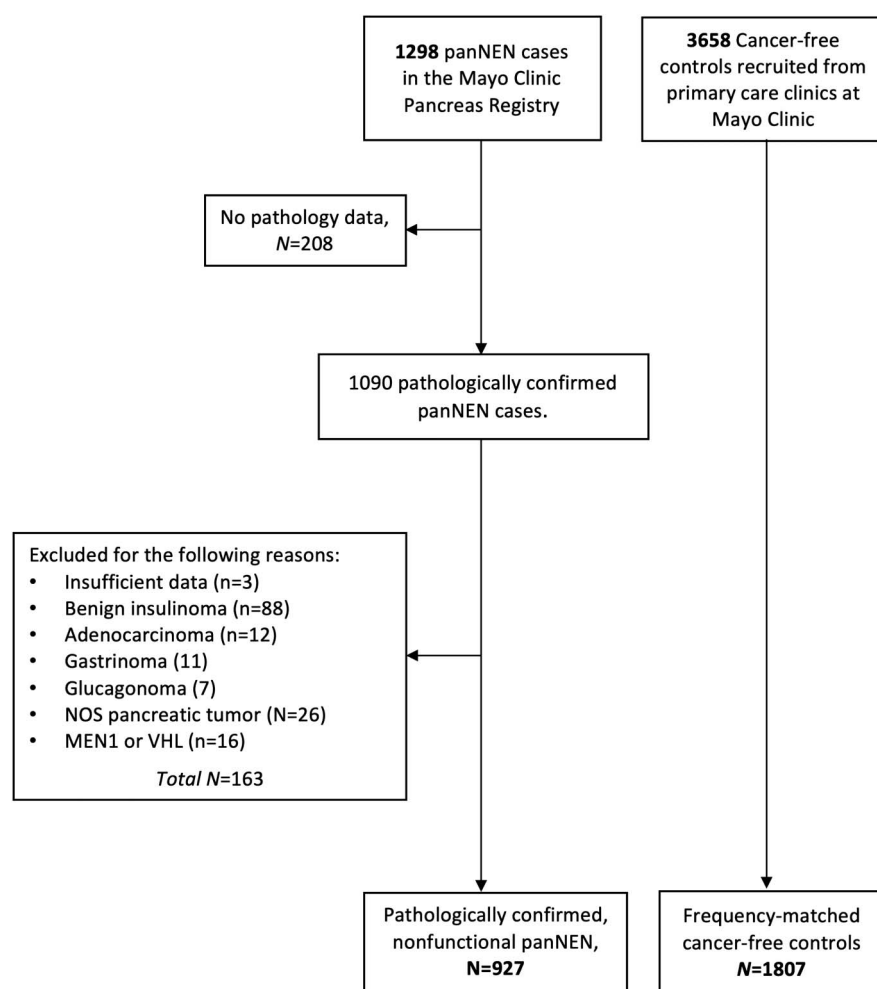 1298 panNEN cases
in the Mayo Clinic
Pancreas Registry
3658 Cancer-free
controls recruited from
primary care clinics at
Mayo Clinic
No pathology data,
N=208
1090 pathologically confirmed
panNEN cases.
Excluded for the following reasons:
• Insufficient data (n=3)
• Benign insulinoma (n=88)
• Adenocarcinoma (n=12)
• Gastrinoma (11)
• Glucagonoma (7)
• NOS pancreatic tumor (N=26)
• MEN1 or VHL (n=16)
Total N=163
Pathologically confirmed,
nonfunctional panNEN,
N=927
Frequency-matched
cancer-free controls
N=1807